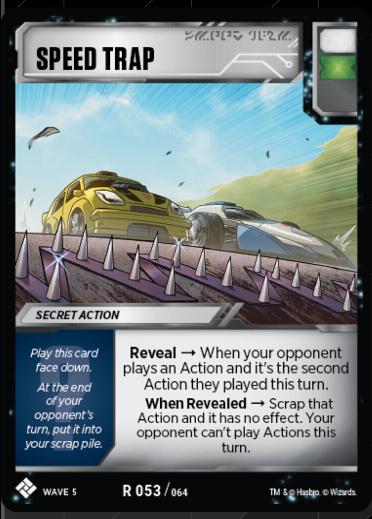 SPEED TRAP
SECRET ACTION
Play this card
face down.
At the end
of your
opponent's
turn, put it into
your scrap pile.
Reveal → When your opponent
plays an Action and it's the second
Action they played this turn.
When Revealed → Scrap that
Action and it has no effect. Your
opponent can't play Actions this
turn.
WAVE 5
R 053/064
TM & © Hasbro. © Wizards.